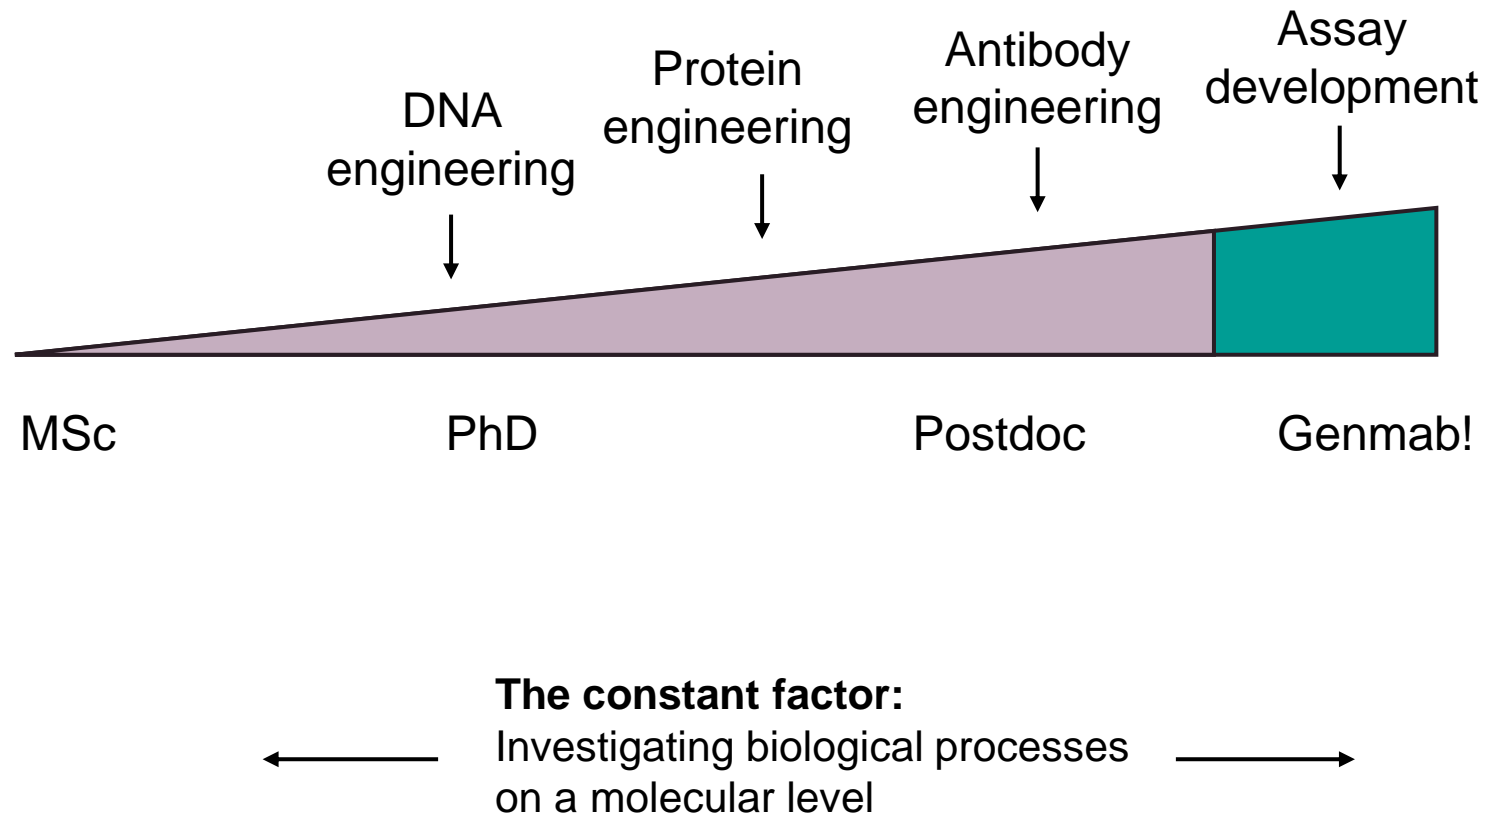 DNA
engineering
Protein
engineering
Antibody
engineering
Assay
development
MSc
PhD
Postdoc
Genmab!
The constant factor:
Investigating biological processes
on a molecular level